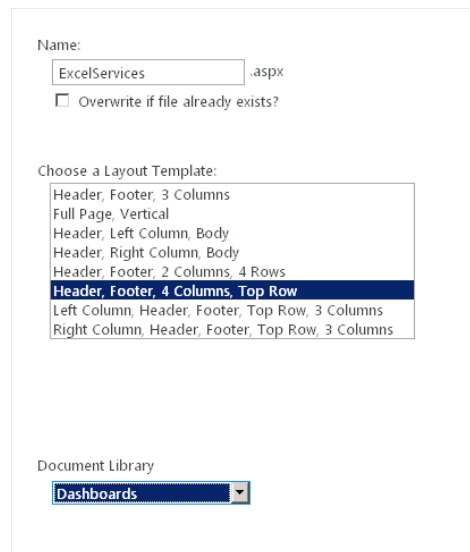 Name:
ExcelServices .aspx
Overwrite if file already exists?
Choose a Layout Template:
Header, Footer, 3 Columns
Full Page, Vertical
Header, Left Column, Body
Header, Right Column, Body
Header, Footer, 2 Columns, 4 Rows
Header, Footer, 4 Columns, Top Row
Left Column, Header, Footer, Top Row, 3 Columns
Right Column, Header, Footer, Top Row, 3 Columns
Document Library
Dashboards